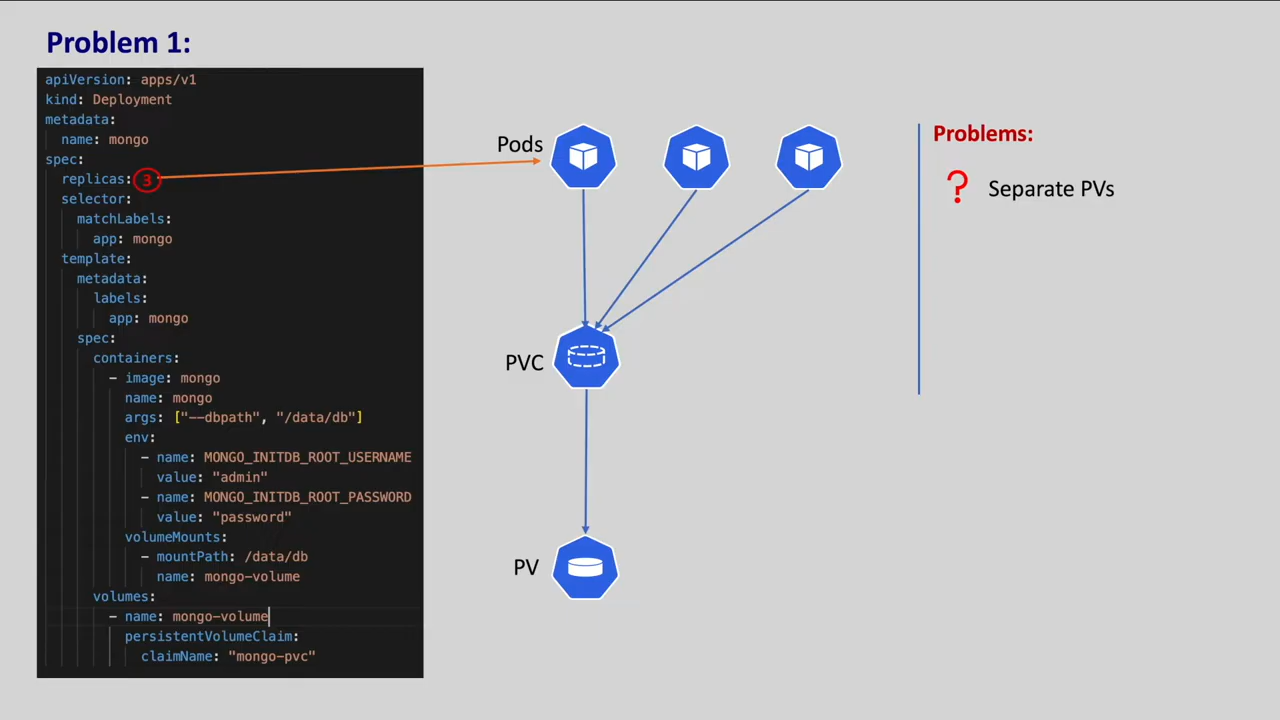 Problem 1:
apiVersion: apps/v1
kind: Deployment
metadata:
  name: mongo
spec:
  replicas: 3
  selector:
    matchLabels:
      app: mongo
  template:
    metadata:
      labels:
        app: mongo
    spec:
      containers:
        - image: mongo
          name: mongo
          args: ["--dbpath", "/data/db"]
          env:
            - name: MONGO_INITDB_ROOT_USERNAME
              value: "admin"
            - name: MONGO_INITDB_ROOT_PASSWORD
              value: "password"
          volumeMounts:
            - mountPath: /data/db
              name: mongo-volume
      volumes:
        - name: mongo-volume
          persistentVolumeClaim:
            claimName: "mongo-pvc"
Pods
PVC
PV
Problems:
? Separate PVs